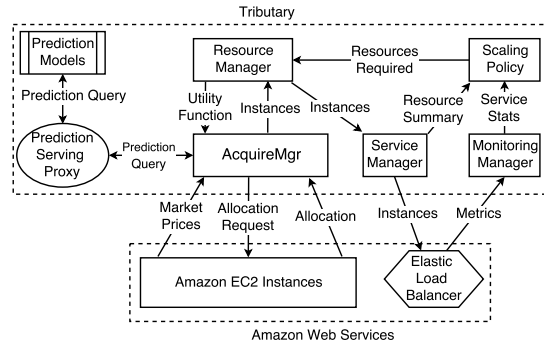 Tributary
Prediction
Models
Resource
Manager
Resources
Required
Scaling
Policy
Prediction Query
Utility
Function
Instances
Instances
Resource
Summary
Service
Stats
Prediction
Serving
Proxy
Prediction
Query
AcquireMgr
Service
Manager
Monitoring
Manager
Market
Prices
Allocation
Request
Allocation
Instances
Metrics
Amazon EC2 Instances
Elastic
Load
Balancer
Amazon Web Services